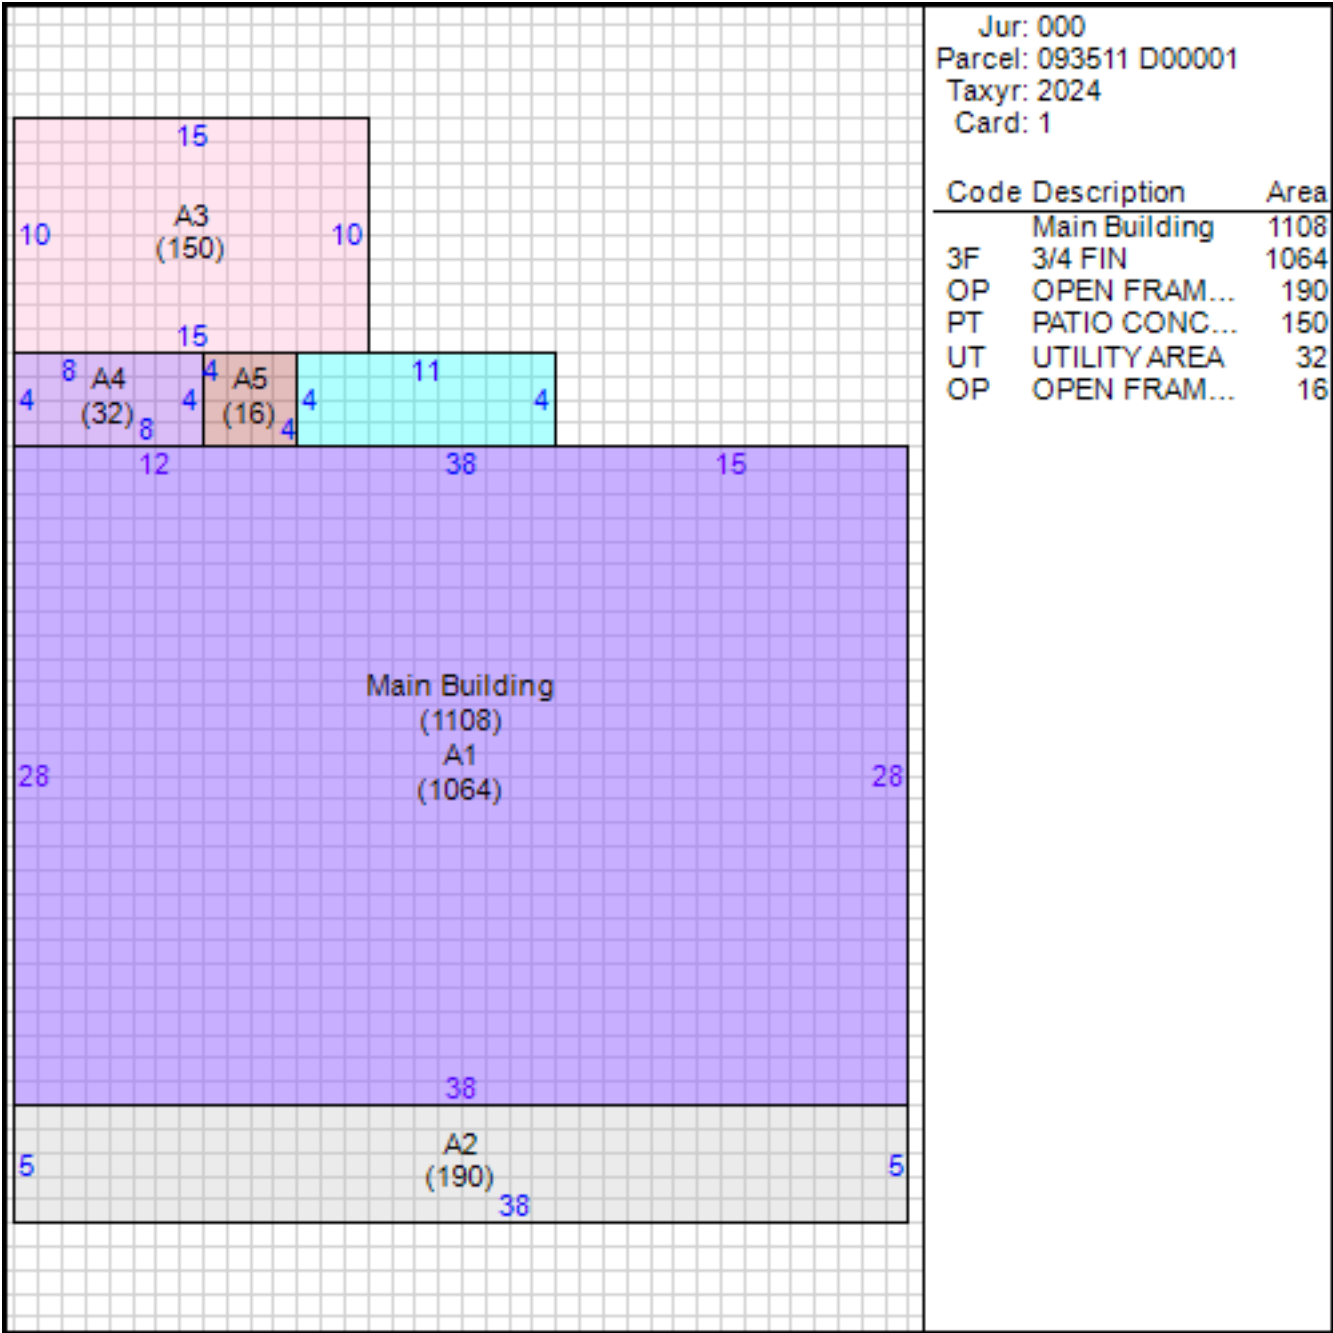 Jur: 000
Parcel: 093511 D00001
Taxyr: 2024
Card: 1
Code Description Area
Main Building 1108
3F 3/4 FIN 1064
OP OPEN FRAM... 190
PT PATIO CONC... 150
UT UTILITY AREA 32
OP OPEN FRAM... 16
15
A3
10 (150) 10
15
8 A4 4 A5 11
4 (32) 4 (16) 4 4
8 4
12 38 15
Main Building
(1108)
A1
28 28
(1064)
38
A2
5 (190) 5
38